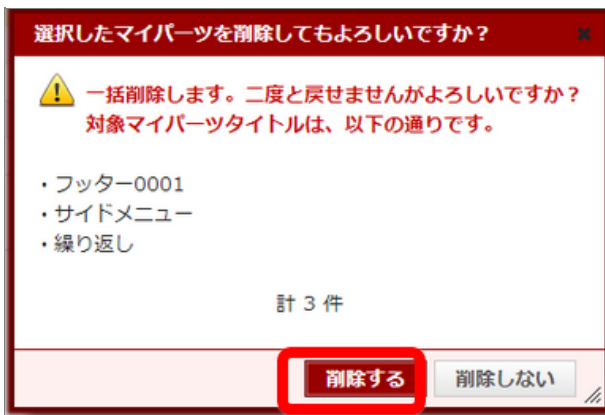 選択したマイパーツを削除してもよろしいですか？
一括削除します。二度と戻せませんがよろしいですか？
対象マイパーツタイトルは、以下の通りです。
・フッター0001
・サイドメニュー
・繰り返し
計 3 件
削除する 削除しない